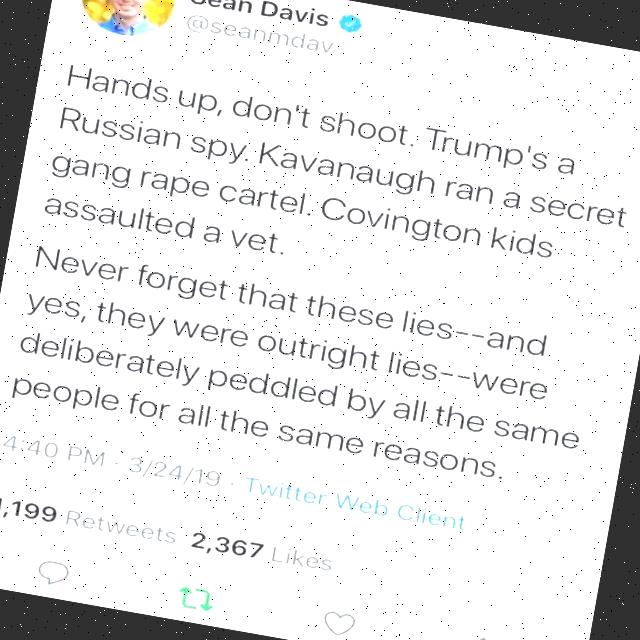 Sean Davis
@seanmdav
Hands up, don't shoot. Trump's a
Russian spy. Kavanaugh ran a secret
gang rape cartel. Covington kids
assaulted a vet.
Never forget that these lies--and
yes, they were outright lies--were
deliberately peddled by all the same
people for all the same reasons.
4:40 PM · 3/24/19 · Twitter Web Client
,199 Retweets 2,367 Likes